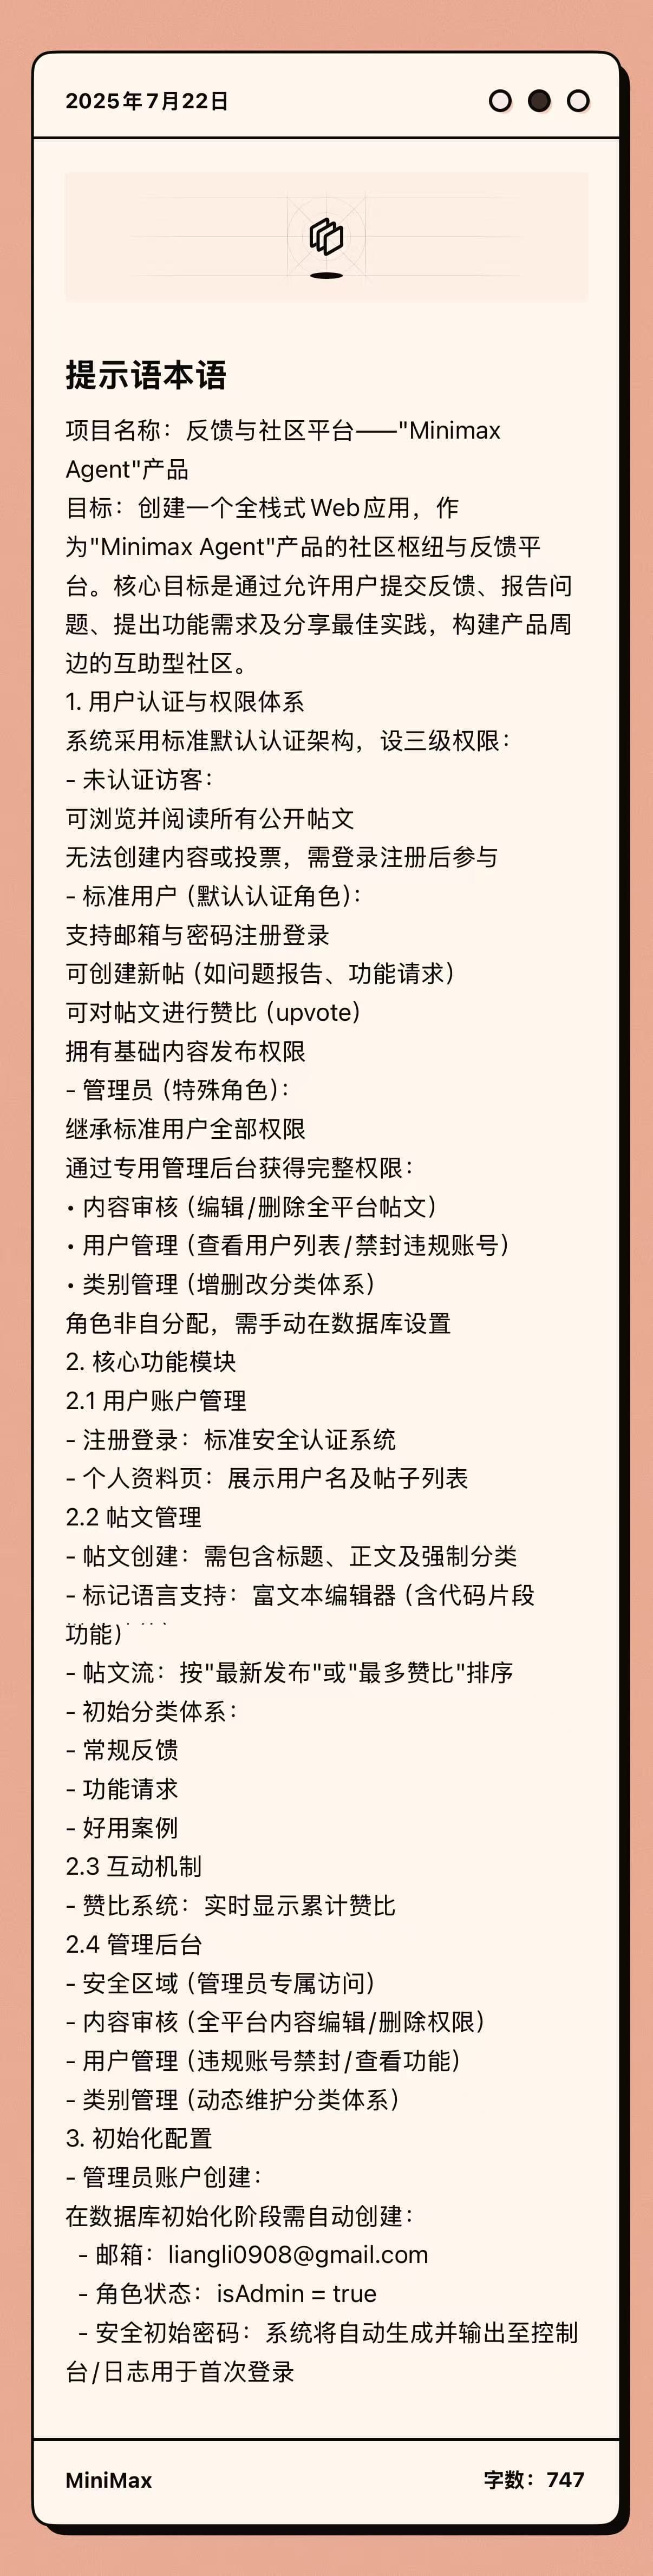 2025年7月22日
提示语本语
项目名称：反馈与社区平台——"Minimax
Agent"产品
目标：创建一个全栈式Web应用，作
为"Minimax Agent"产品的社区枢纽与反馈平
台。核心目标是通过允许用户提交反馈、报告问
题、提出功能需求及分享最佳实践，构建产品周
边的互助型社区。
1. 用户认证与权限体系
系统采用标准默认认证架构，设三级权限：
- 未认证访客：
可浏览并阅读所有公开帖文
无法创建内容或投票，需登录注册后参与
- 标准用户（默认认证角色）：
支持邮箱与密码注册登录
可创建新帖（如问题报告、功能请求）
可对帖文进行赞比（upvote）
拥有基础内容发布权限
- 管理员（特殊角色）：
继承标准用户全部权限
通过专用管理后台获得完整权限：
• 内容审核（编辑/删除全平台帖文）
• 用户管理（查看用户列表/禁封违规账号）
• 类别管理（增删改分类体系）
角色非自分配，需手动在数据库设置
2. 核心功能模块
2.1 用户账户管理
- 注册登录：标准安全认证系统
- 个人资料页：展示用户名及帖子列表
2.2 帖文管理
- 帖文创建：需包含标题、正文及强制分类
- 标记语言支持：富文本编辑器（含代码片段
功能）
- 帖文流：按"最新发布"或"最多赞比"排序
- 初始分类体系：
- 常规反馈
- 功能请求
- 好用案例
2.3 互动机制
- 赞比系统：实时显示累计赞比
2.4 管理后台
- 安全区域（管理员专属访问）
- 内容审核（全平台内容编辑/删除权限）
- 用户管理（违规账号禁封/查看功能）
- 类别管理（动态维护分类体系）
3. 初始化配置
- 管理员账户创建：
在数据库初始化阶段需自动创建：
- 邮箱：liangli0908@gmail.com
- 角色状态：isAdmin = true
- 安全初始密码：系统将自动生成并输出至控制
台/日志用于首次登录
MiniMax
字数：747